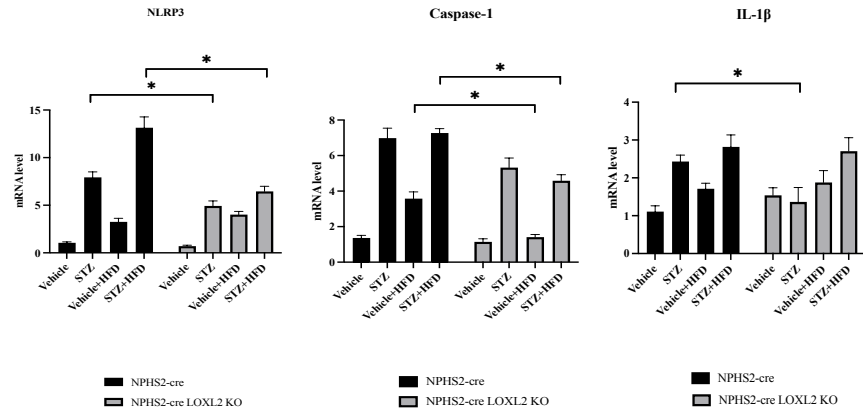 NLRP3
*
*
mRNA level
15
10
5
0
Vehicle
STZ
Vehicle+HFD
STZ+HFD
Vehicle
STZ
Vehicle+HFD
STZ+HFD
NPHS2-cre
NPHS2-cre LOXL2 KO
Caspase-1
*
*
mRNA level
8
6
4
2
0
Vehicle
STZ
Vehicle+HFD
STZ+HFD
Vehicle
STZ
Vehicle+HFD
STZ+HFD
NPHS2-cre
NPHS2-cre LOXL2 KO
IL-1β
*
mRNA level
4
3
2
1
0
Vehicle
STZ
Vehicle+HFD
STZ+HFD
Vehicle
STZ
Vehicle+HFD
STZ+HFD
NPHS2-cre
NPHS2-cre LOXL2 KO